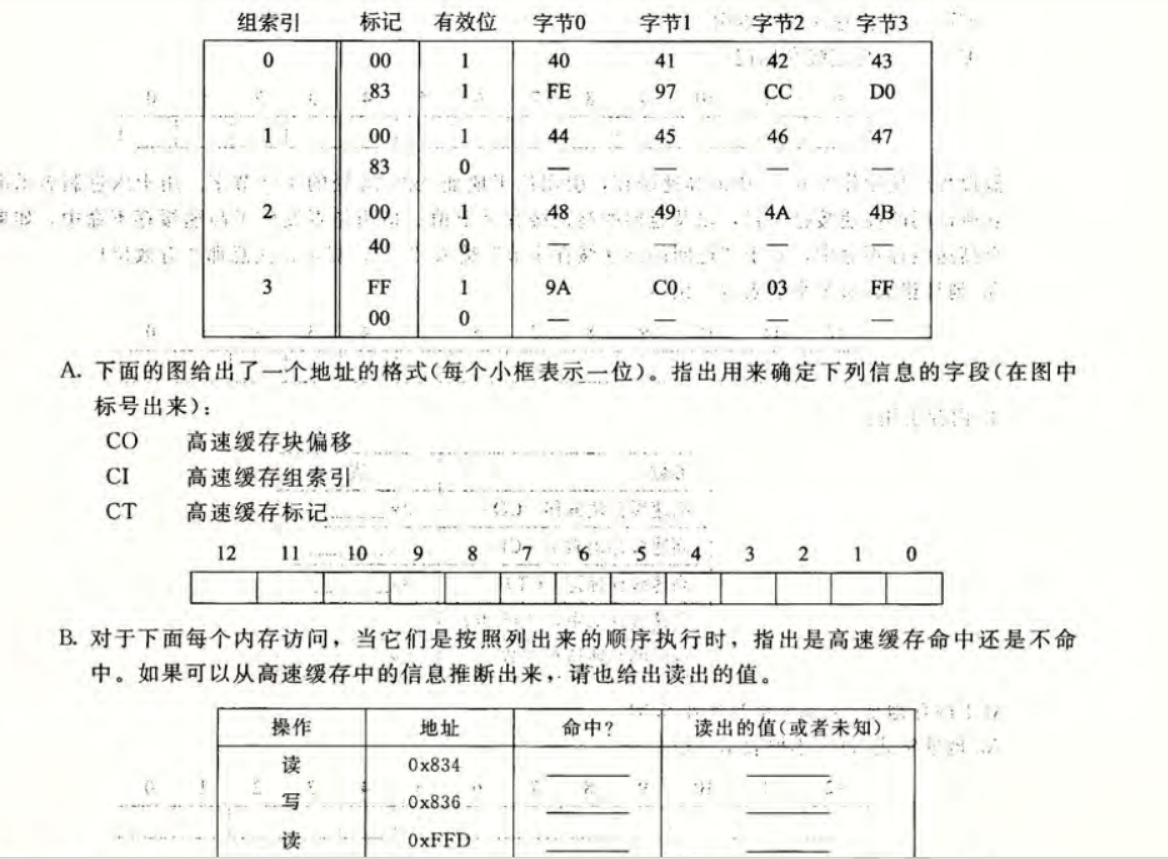 组索引 标记 有效位 字节0 字节1 字节2 字节3
0 00 1 40 41 42 43
83 1 FE 97 CC D0
1 00 1 44 45 46 47
83 0 — — — —
2 00 1 48 49 4A 4B
40 0 — — — —
3 FF 1 9A C0 03 FF
00 0 — — — —
A. 下面的图给出了一个地址的格式(每个小框表示一位)。指出用来确定下列信息的字段(在图中
标号出来):
CO 高速缓存块偏移
CI 高速缓存组索引
CT 高速缓存标记
12 11 10 9 8 7 6 5 4 3 2 1 0
B. 对于下面每个内存访问，当它们是按照列出来的顺序执行时，指出是高速缓存命中还是不命
中。如果可以从高速缓存中的信息推断出来，请也给出读出的值。
操作 地址 命中? 读出的值(或者未知)
读 0x834
写 0x836
读 0xFFD